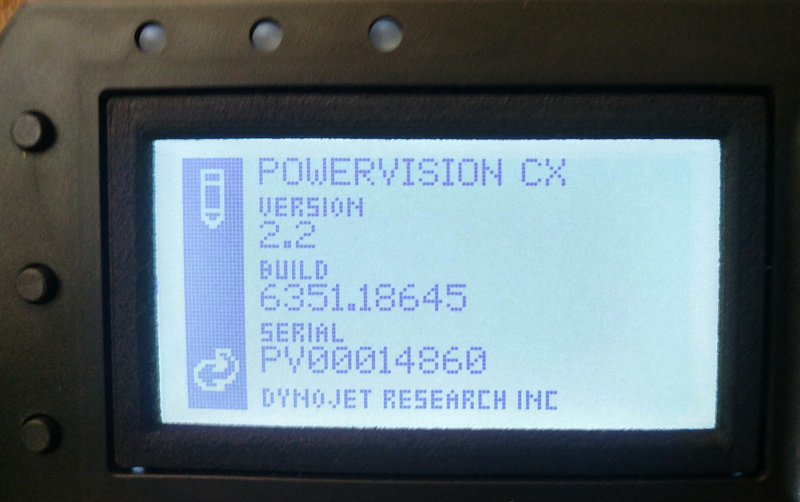 POWERVISION CX
VERSION
2.2
BUILD
6351.18645
SERIAL
PV00014860
DYNOJET RESEARCH INC